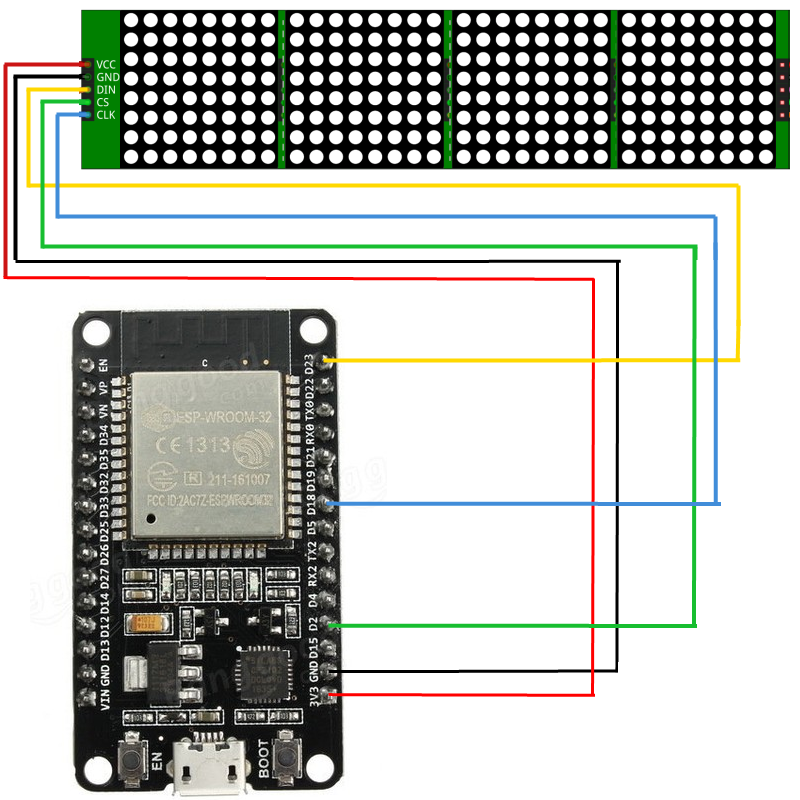 VCC
GND
DIN
CS
CLK
C
EN
VP
VN
D34
D35
D32
D33
D25
D26
D27
D14
D12
D13
GND
VIN
D23
D22
TX0
RX0
D21
D19
D18
D5
TX2
RX2
D4
D2
D15
GND
3V3
ESP-WROOM-32
CE1313
R 211-161007
FCC ID:2AC7Z-ESPWROOM32
EN
BOOT